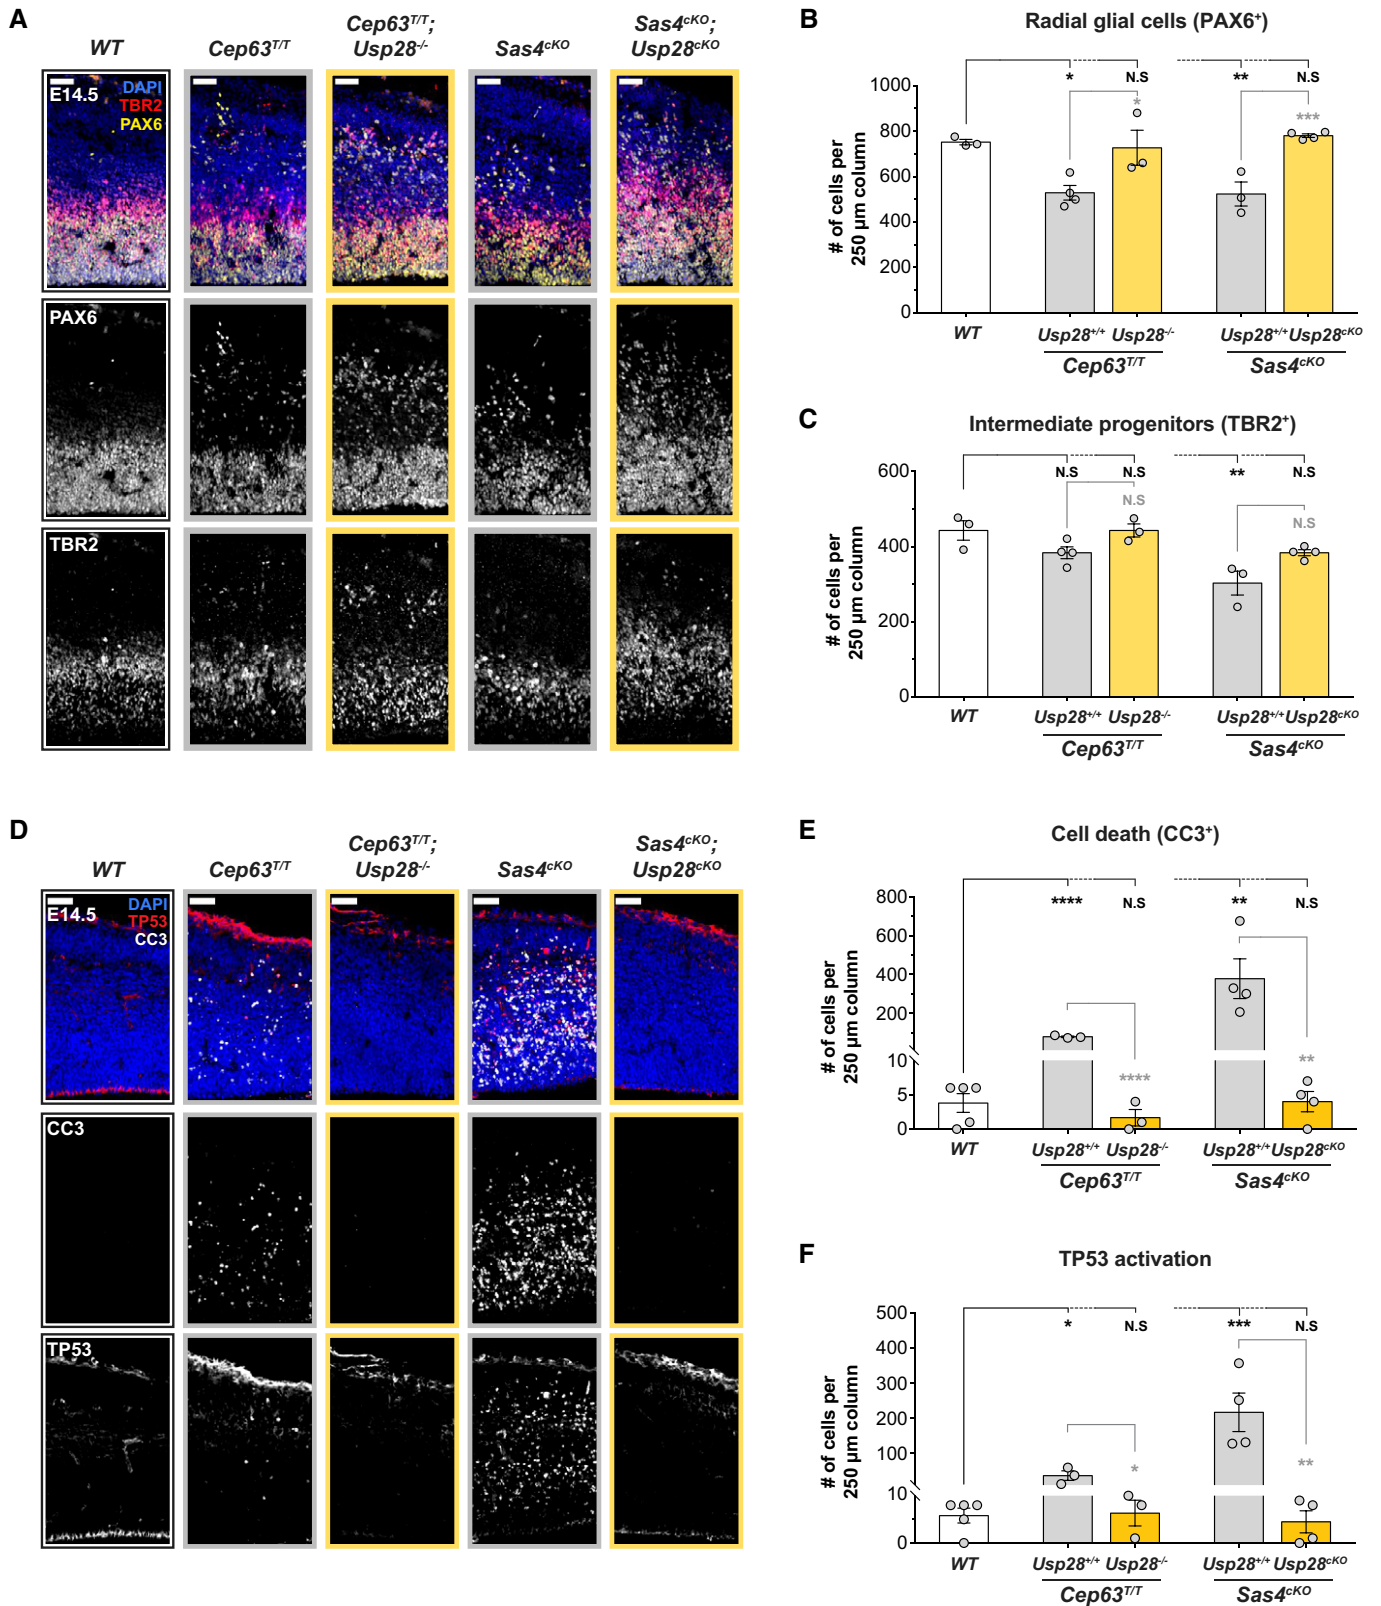 A
WT
Cep63T/T
Cep63T/T;
Usp28-/-
Sas4cKO
Sas4cKO;
Usp28cKO
E14.5
DAPI
TBR2
PAX6
PAX6
TBR2
B
Radial glial cells (PAX6+)
# of cells per
250 µm column
1000
800
600
400
200
0
*
N.S
**
N.S
*
***
WT
Usp28+/+
Usp28-/-
Usp28+/+
Usp28cKO
Cep63T/T
Sas4cKO
C
Intermediate progenitors (TBR2+)
# of cells per
250 µm column
600
400
200
0
N.S
N.S
**
N.S
N.S
N.S
WT
Usp28+/+
Usp28-/-
Usp28+/+
Usp28cKO
Cep63T/T
Sas4cKO
D
WT
Cep63T/T
Cep63T/T;
Usp28-/-
Sas4cKO
Sas4cKO;
Usp28cKO
E14.5
DAPI
TP53
CC3
CC3
TP53
E
Cell death (CC3+)
# of cells per
250 µm column
800
600
400
200
10
5
0
****
N.S
**
N.S
****
**
WT
Usp28+/+
Usp28-/-
Usp28+/+
Usp28cKO
Cep63T/T
Sas4cKO
F
TP53 activation
# of cells per
250 µm column
500
400
300
200
100
10
0
*
N.S
***
N.S
*
**
WT
Usp28+/+
Usp28-/-
Usp28+/+
Usp28cKO
Cep63T/T
Sas4cKO